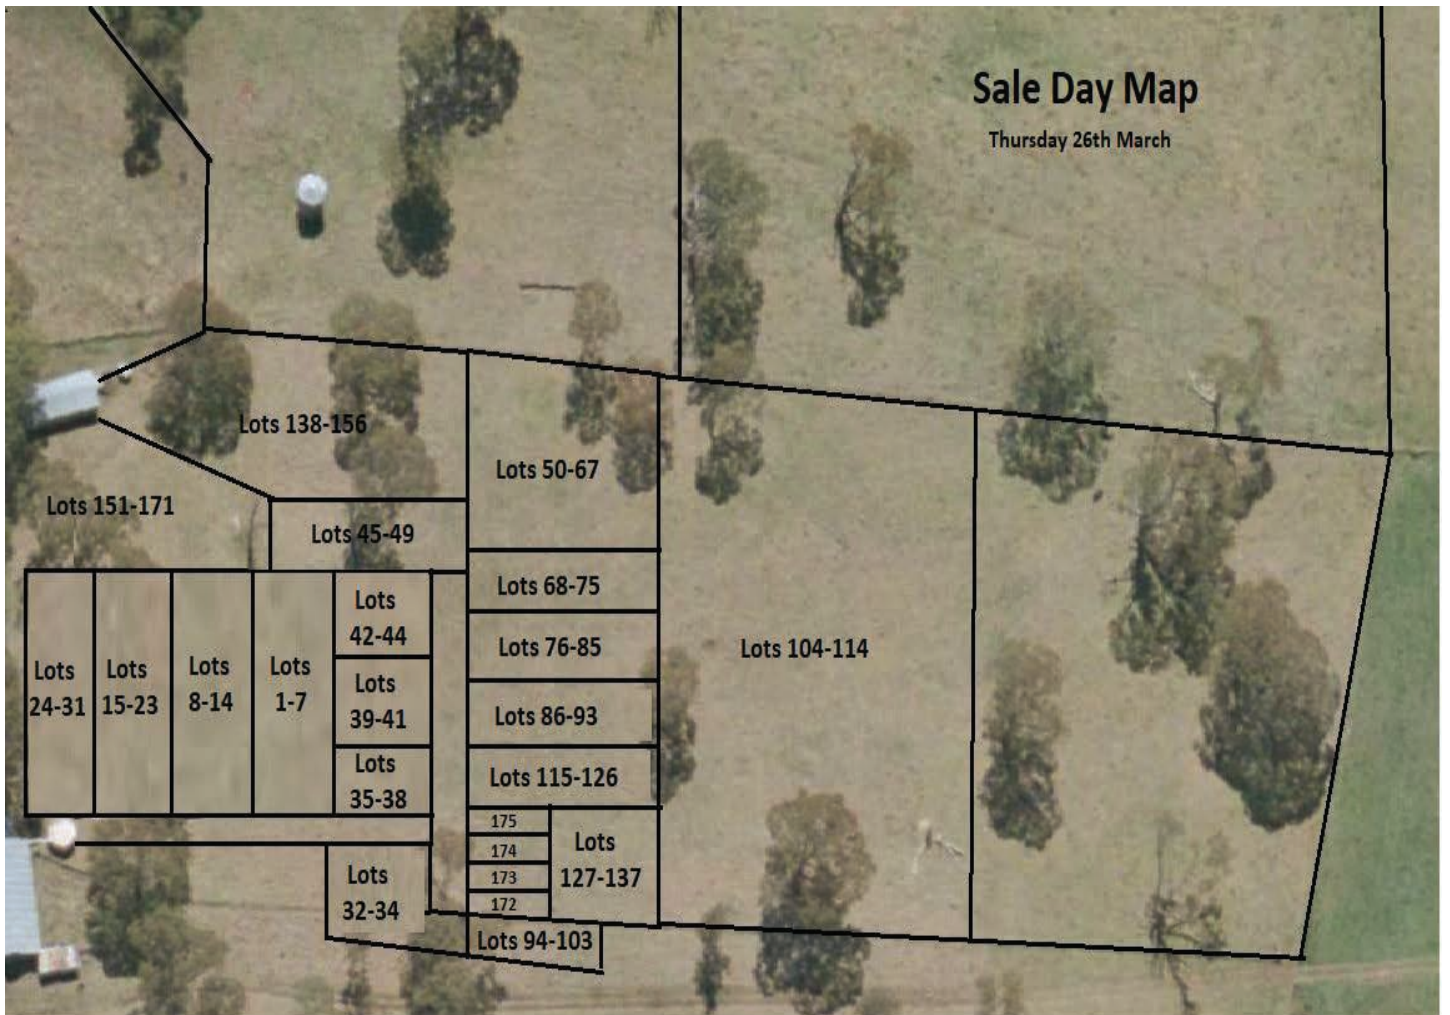 Sale Day Map
Thursday 26th March
Lots 138-156
Lots 50-67
Lots 151-171
Lots 45-49
Lots 68-75
Lots
42-44
Lots 76-85
Lots 104-114
Lots
24-31
Lots
15-23
Lots
8-14
Lots
1-7
Lots
39-41
Lots 86-93
Lots
35-38
Lots 115-126
175
174
173
172
Lots
127-137
Lots
32-34
Lots 94-103